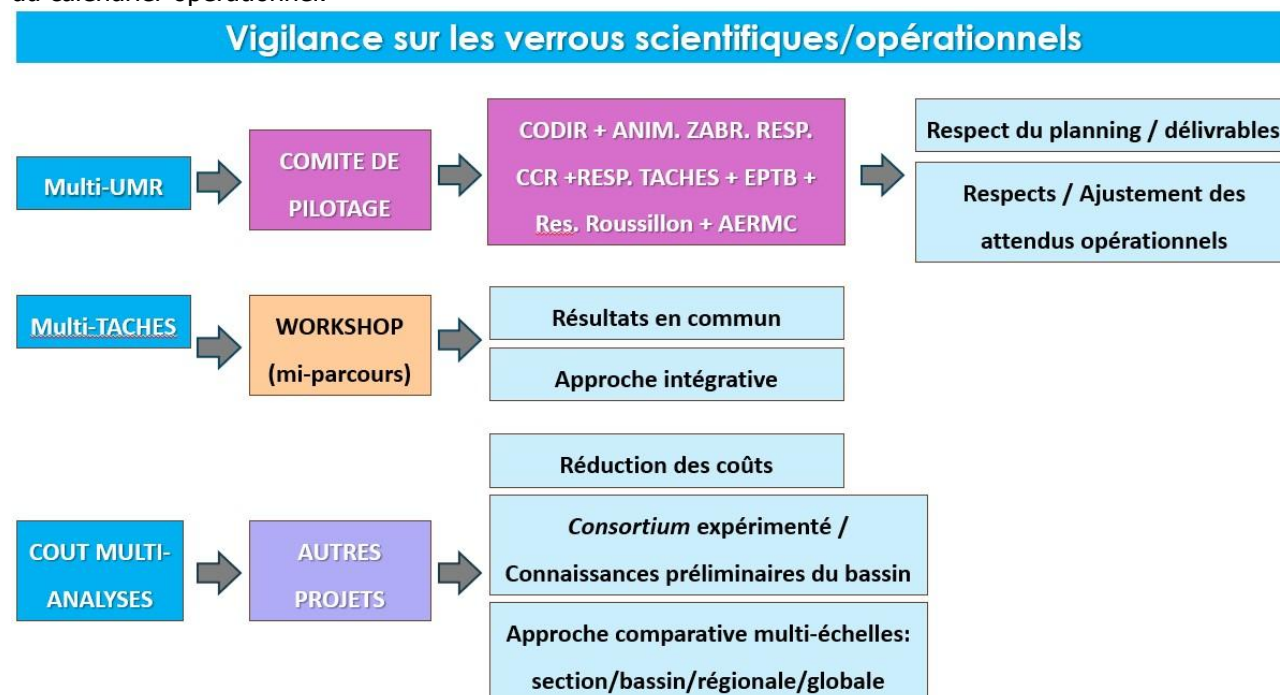 du calendrier opérationnel.
Vigilance sur les verrous scientifiques/opérationnels
Multi-UMR
COMITE DE
PILOTAGE
CODIR + ANIM. ZABR. RESP.
CCR +RESP. TACHES + EPTB +
Res. Roussillon + AERMC
Respect du planning / délivrables
Respects / Ajustement des
attendus opérationnels
Multi-TACHES
WORKSHOP
(mi-parcours)
Résultats en commun
Approche intégrative
COUT MULTI-
ANALYSES
AUTRES
PROJETS
Réduction des coûts
Consortium expérimenté /
Connaissances préliminaires du bassin
Approche comparative multi-échelles:
section/bassin/régionale/globale